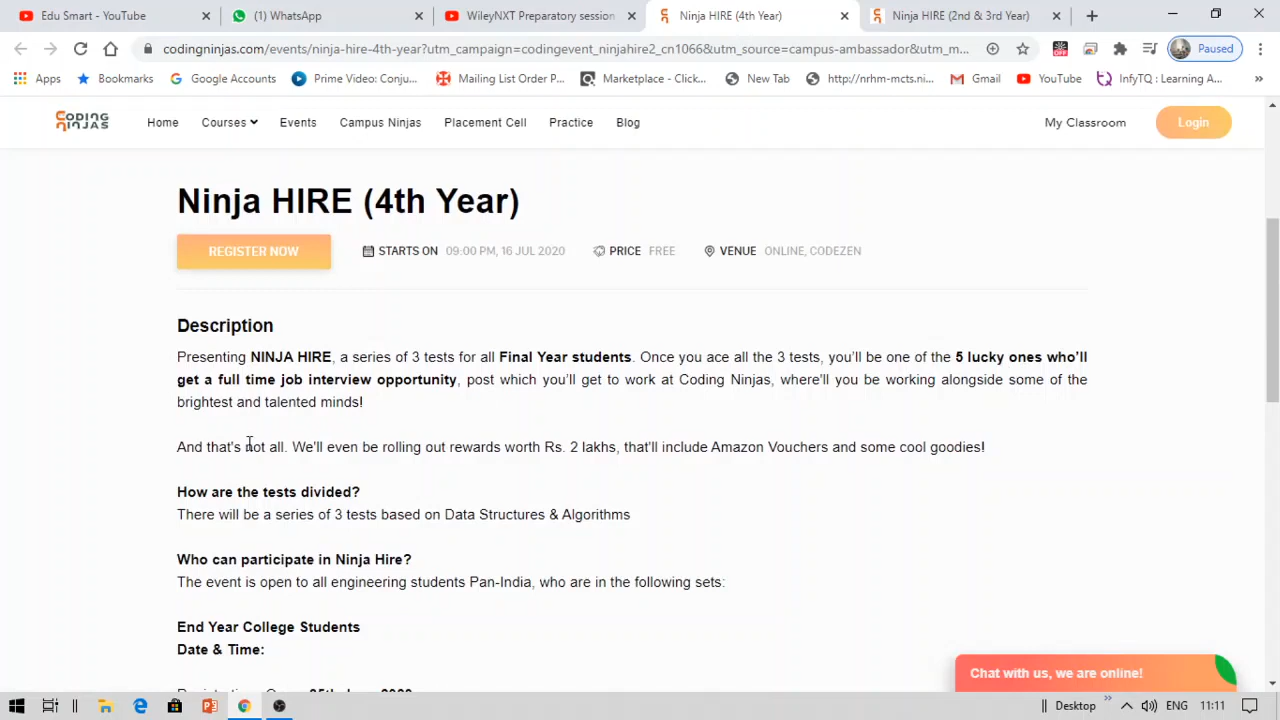 Edu Smart - YouTube
(1) WhatsApp
WileyNXT Preparatory session
Ninja HIRE (4th Year)
Ninja HIRE (2nd & 3rd Year)
codingninjas.com/events/ninja-hire-4th-year?utm_campaign=codingevent_ninjahire2_cn1066&utm_source=campus-ambassador&utm_m...
OFF
Paused
Apps
Bookmarks
Google Accounts
Prime Video: Conju...
Mailing List Order P...
Marketplace - Click...
New Tab
http://nrhm-mcts.ni...
Gmail
YouTube
InfyTQ : Learning A...
CODING
NINJAS
Home
Courses
Events
Campus Ninjas
Placement Cell
Practice
Blog
My Classroom
Login
Ninja HIRE (4th Year)
REGISTER NOW
STARTS ON 09:00 PM, 16 JUL 2020
PRICE FREE
VENUE ONLINE, CODEZEN
Description
Presenting NINJA HIRE, a series of 3 tests for all Final Year students. Once you ace all the 3 tests, you'll be one of the 5 lucky ones who'll
get a full time job interview opportunity, post which you'll get to work at Coding Ninjas, where'll you be working alongside some of the
brightest and talented minds!
And that's not all. We'll even be rolling out rewards worth Rs. 2 lakhs, that'll include Amazon Vouchers and some cool goodies!
How are the tests divided?
There will be a series of 3 tests based on Data Structures & Algorithms
Who can participate in Ninja Hire?
The event is open to all engineering students Pan-India, who are in the following sets:
End Year College Students
Date & Time:
Chat with us, we are online!
Desktop
ENG
11:11